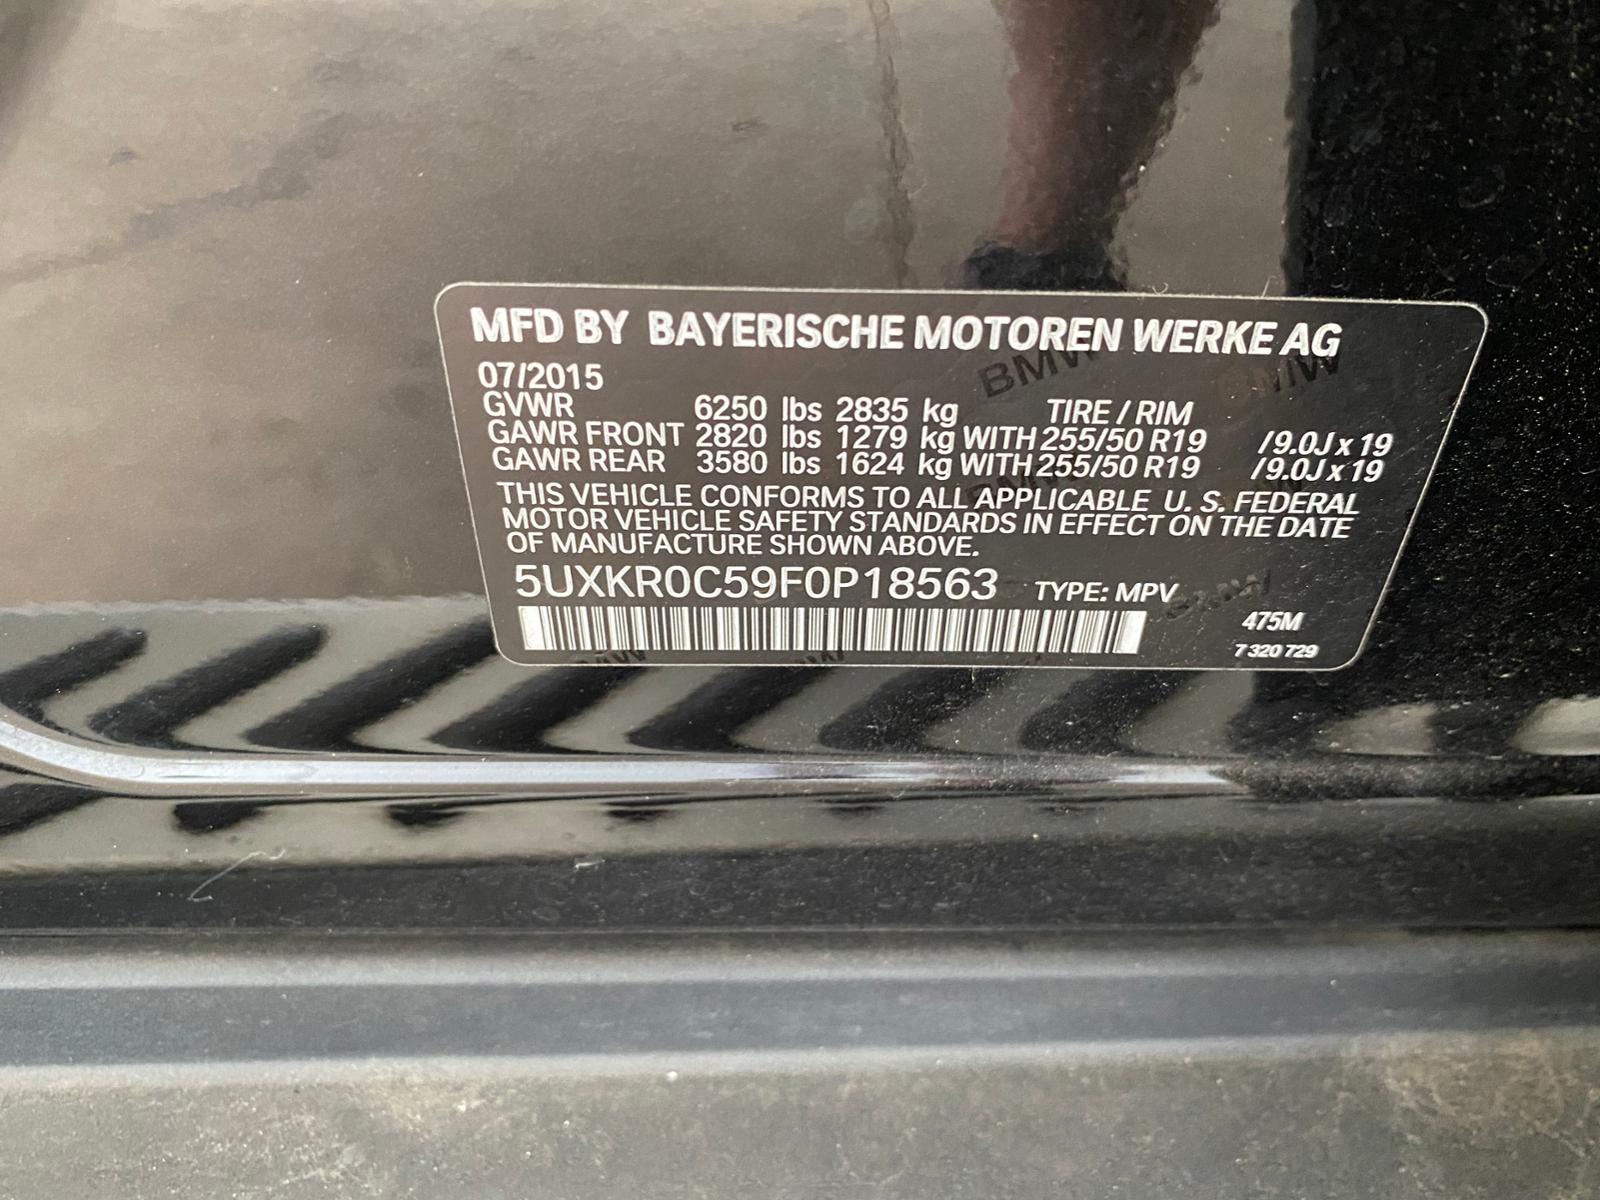 MFD BY BAYERISCHE MOTOREN WERKE AG
07/2015
GVWR 6250 lbs 2835 kg TIRE / RIM
GAWR FRONT 2820 lbs 1279 kg WITH 255/50 R19 /9.0J x 19
GAWR REAR 3580 lbs 1624 kg WITH 255/50 R19 /9.0J x 19
THIS VEHICLE CONFORMS TO ALL APPLICABLE U. S. FEDERAL
MOTOR VEHICLE SAFETY STANDARDS IN EFFECT ON THE DATE
OF MANUFACTURE SHOWN ABOVE.
5UXKR0C59F0P18563 TYPE: MPV
475M
7 320 729